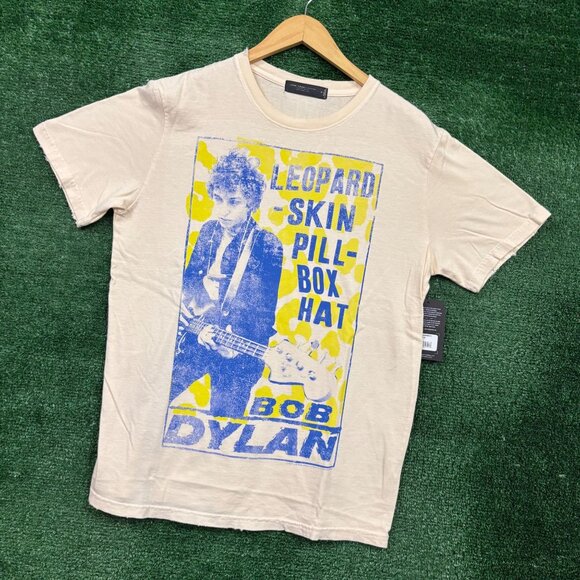 LEOPARD
-SKIN
PILL-
BOX
HAT
BOB
DYLAN